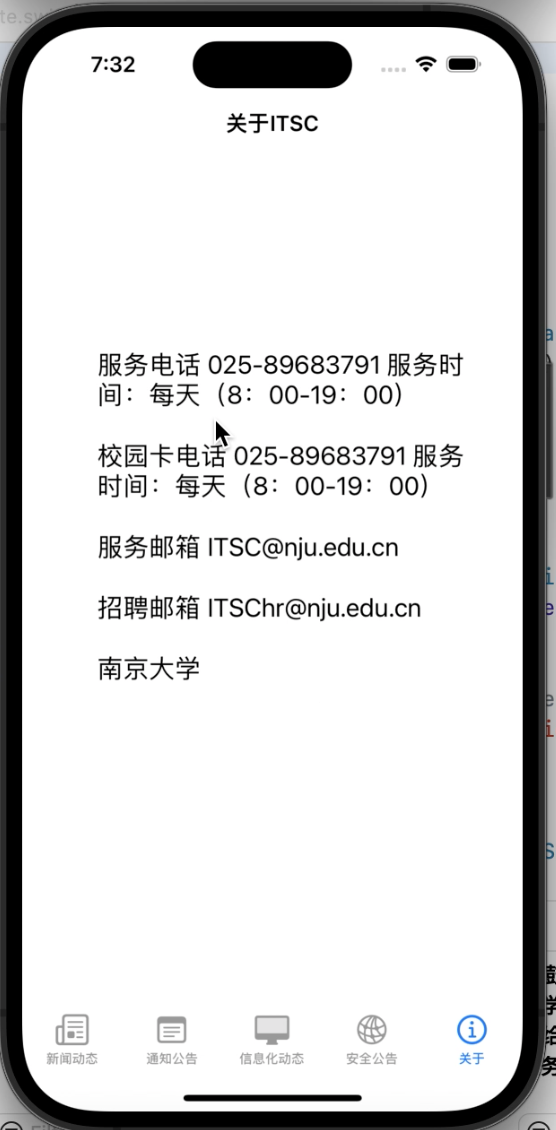 7:32
关于ITSC
服务电话 025-89683791 服务时
间：每天（8：00-19：00）
校园卡电话 025-89683791 服务
时间：每天（8：00-19：00）
服务邮箱 ITSC@nju.edu.cn
招聘邮箱 ITSChr@nju.edu.cn
南京大学
新闻动态
通知公告
信息化动态
安全公告
关于